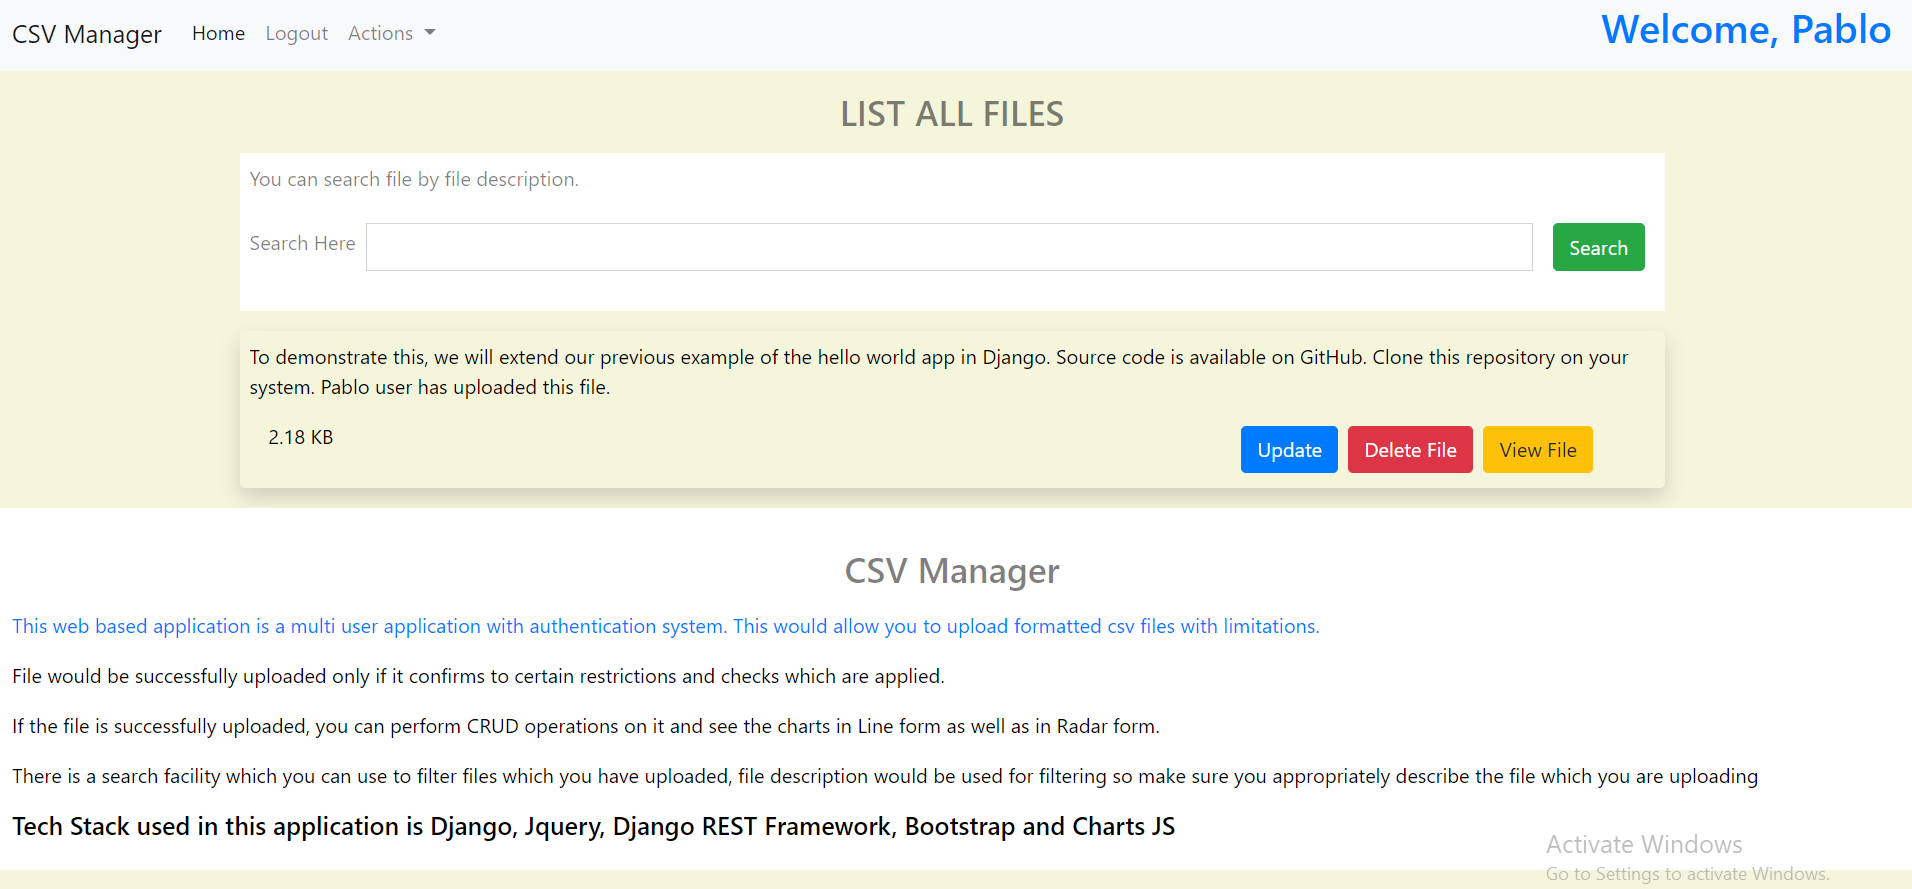 CSV Manager Home Logout Actions Welcome, Pablo
LIST ALL FILES
You can search file by file description.
Search Here Search
To demonstrate this, we will extend our previous example of the hello world app in Django. Source code is available on GitHub. Clone this repository on your
system. Pablo user has uploaded this file.
2.18 KB Update Delete File View File
CSV Manager
This web based application is a multi user application with authentication system. This would allow you to upload formatted csv files with limitations.
File would be successfully uploaded only if it confirms to certain restrictions and checks which are applied.
If the file is successfully uploaded, you can perform CRUD operations on it and see the charts in Line form as well as in Radar form.
There is a search facility which you can use to filter files which you have uploaded, file description would be used for filtering so make sure you appropriately describe the file which you are uploading
Tech Stack used in this application is Django, Jquery, Django REST Framework, Bootstrap and Charts JS
Activate Windows
Go to Settings to activate Windows.